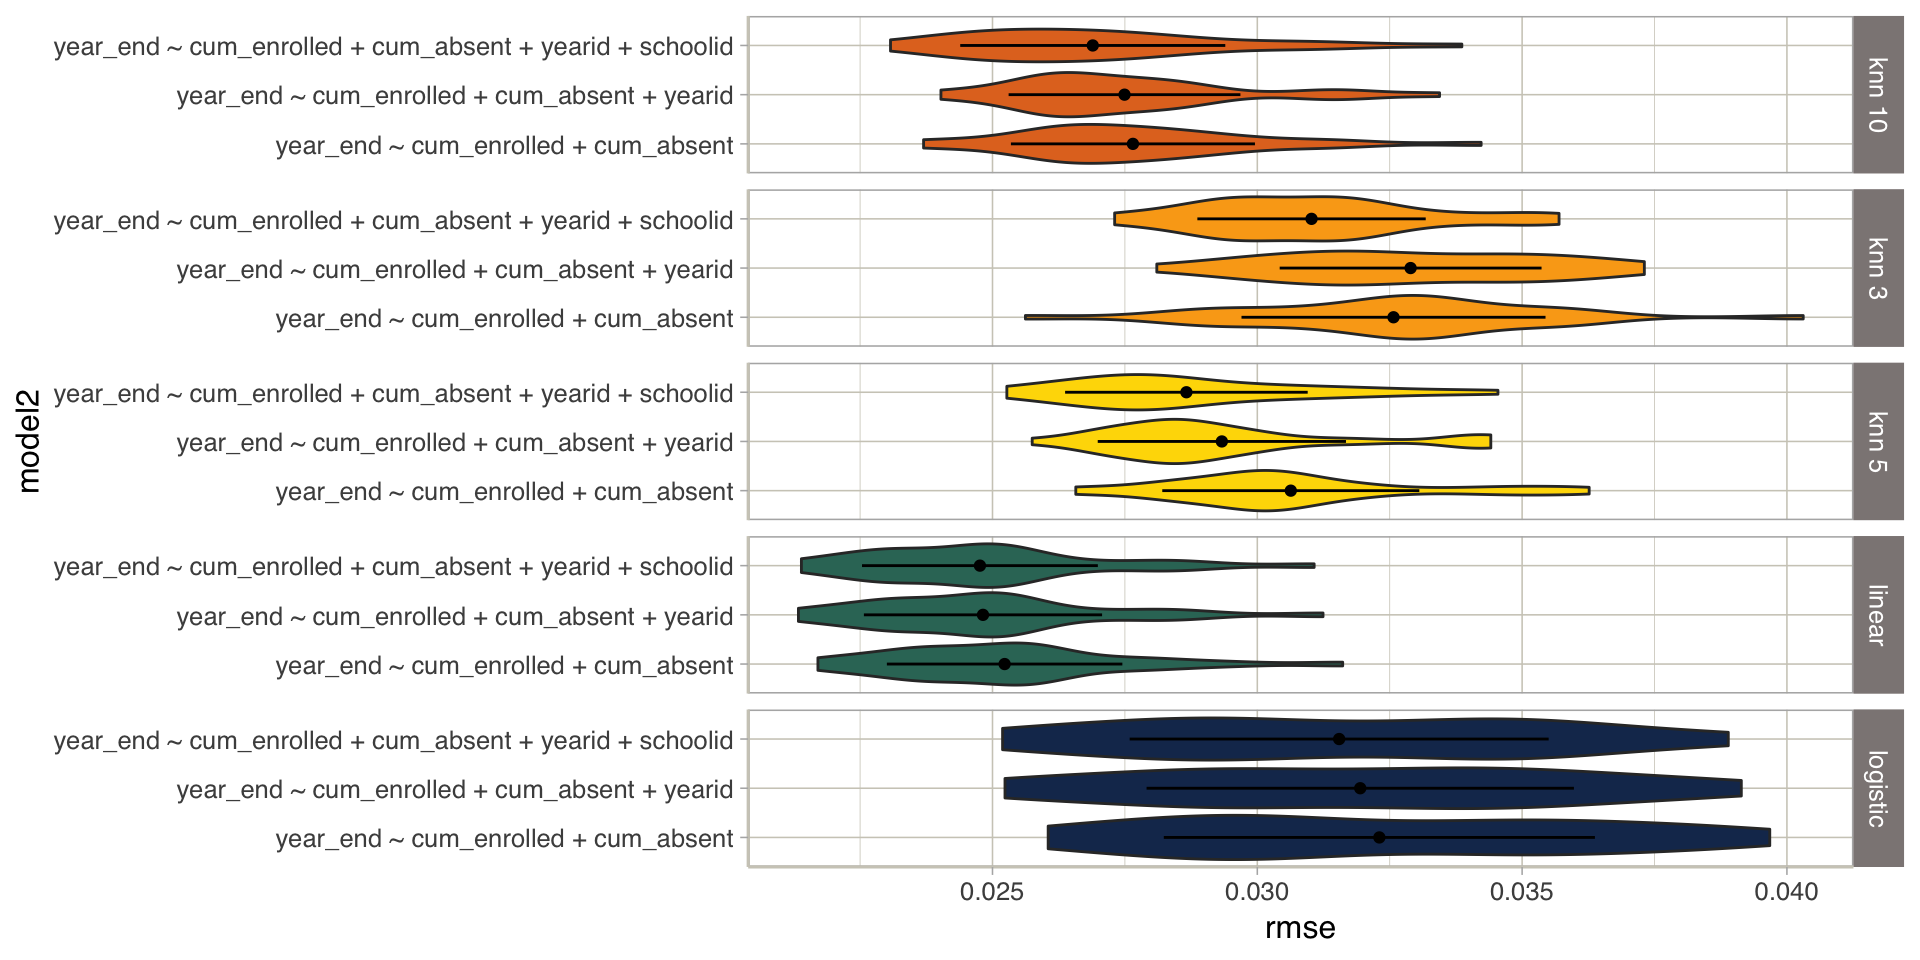 model2
year_end ~ cum_enrolled + cum_absent + yearid + schoolid
year_end ~ cum_enrolled + cum_absent + yearid
year_end ~ cum_enrolled + cum_absent
knn 10
year_end ~ cum_enrolled + cum_absent + yearid + schoolid
year_end ~ cum_enrolled + cum_absent + yearid
year_end ~ cum_enrolled + cum_absent
knn 3
year_end ~ cum_enrolled + cum_absent + yearid + schoolid
year_end ~ cum_enrolled + cum_absent + yearid
year_end ~ cum_enrolled + cum_absent
knn 5
year_end ~ cum_enrolled + cum_absent + yearid + schoolid
year_end ~ cum_enrolled + cum_absent + yearid
year_end ~ cum_enrolled + cum_absent
linear
year_end ~ cum_enrolled + cum_absent + yearid + schoolid
year_end ~ cum_enrolled + cum_absent + yearid
year_end ~ cum_enrolled + cum_absent
logistic
0.025 0.030 0.035 0.040
rmse